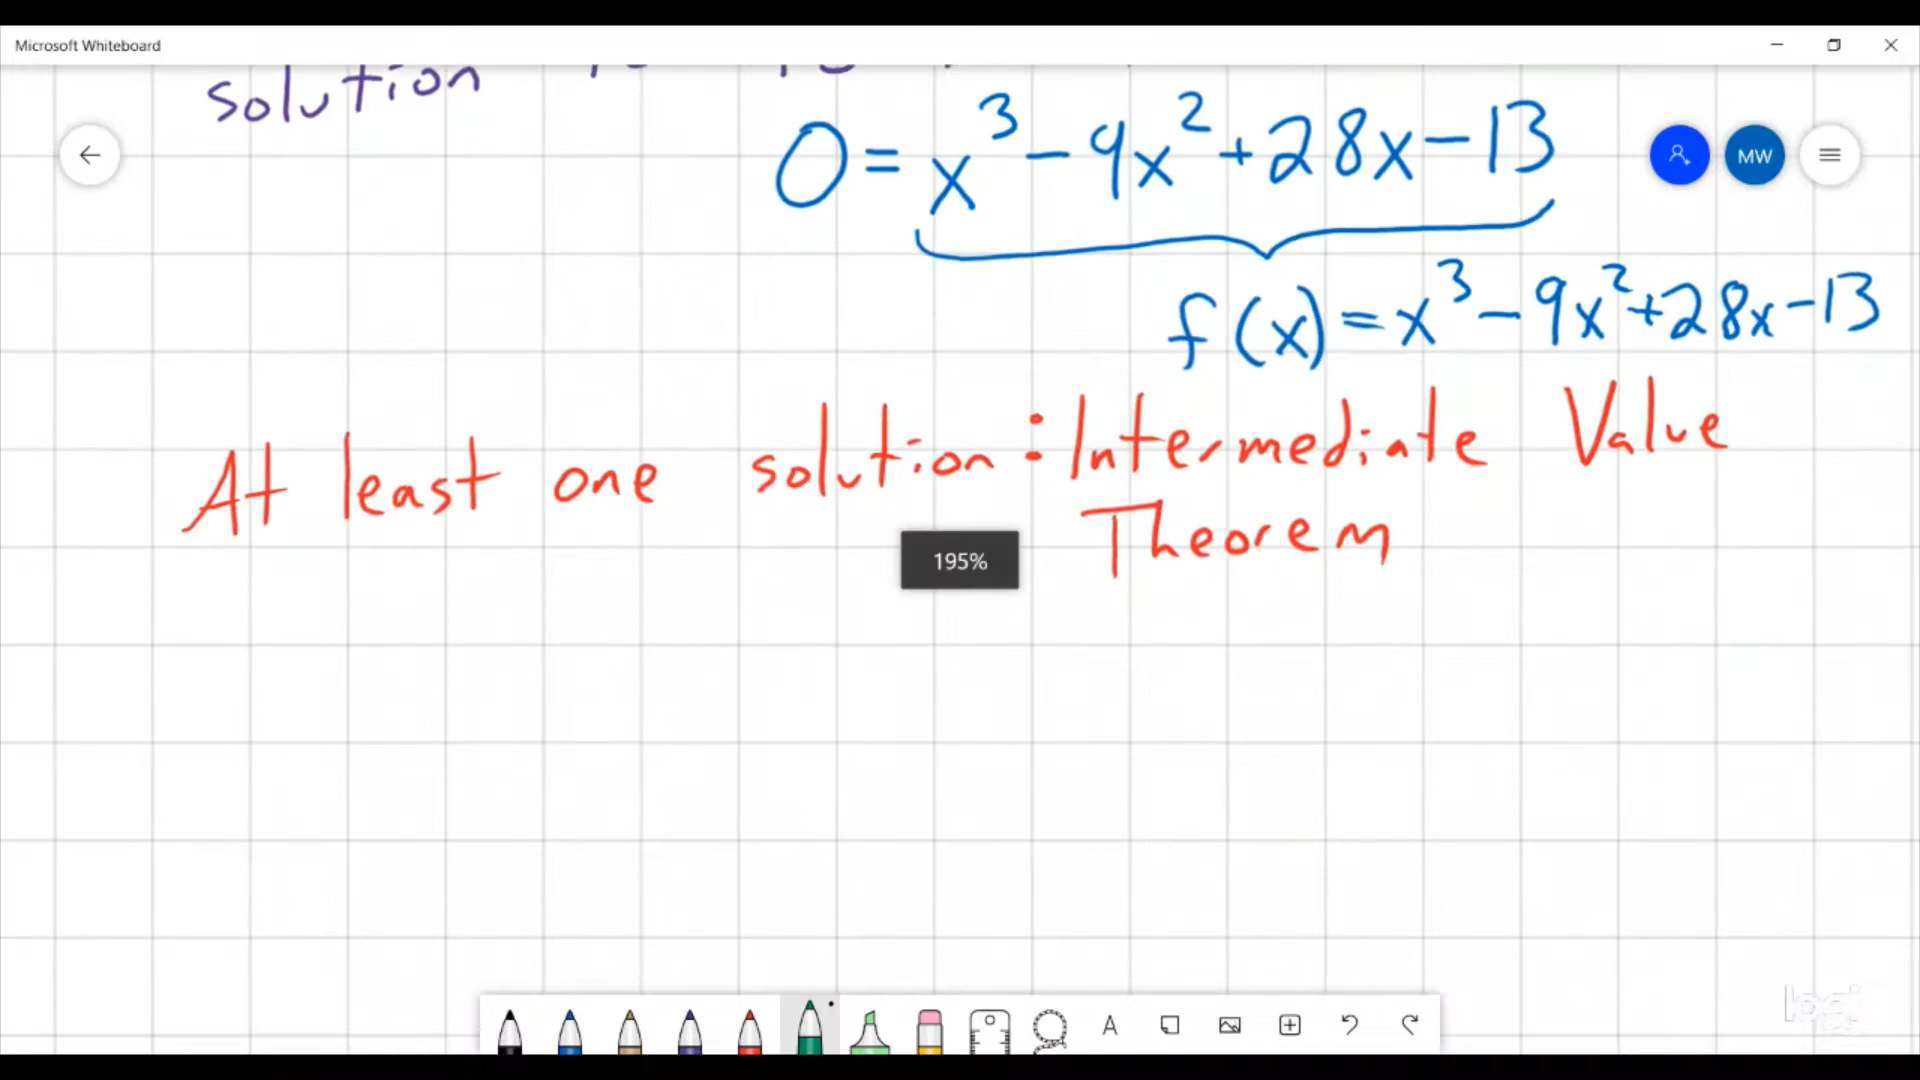 Microsoft Whiteboard
solution
0 = x³ - 9x² + 28x - 13
MW
f(x) = x³ - 9x² + 28x - 13
At least one solution: Intermediate Value
Theorem
195%
A
logi